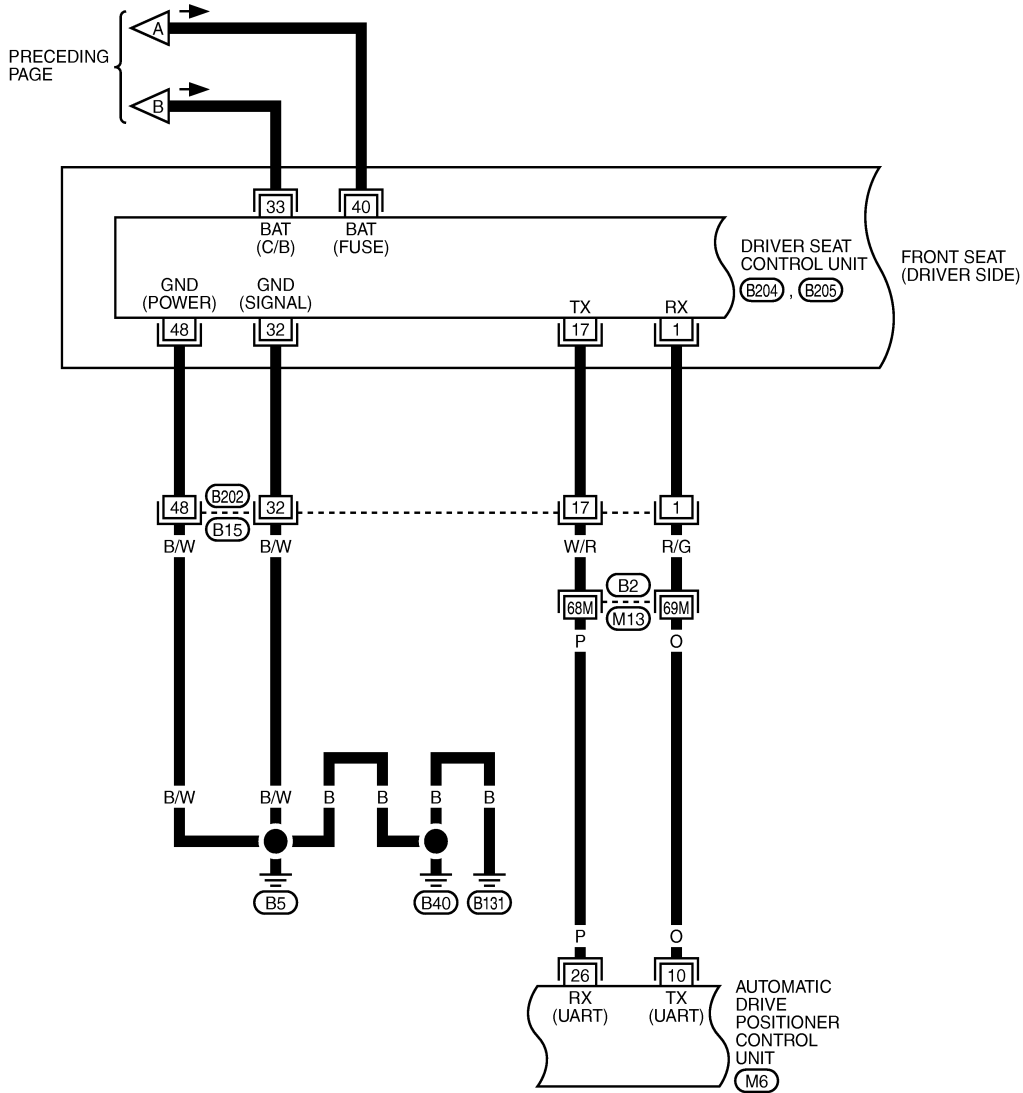 A
PRECEDING
PAGE
B
33
40
BAT
(C/B)
BAT
(FUSE)
DRIVER SEAT
CONTROL UNIT
B204 , B205
FRONT SEAT
(DRIVER SIDE)
GND
(POWER)
GND
(SIGNAL)
TX
RX
48
32
17
1
48
B202
B15
32
17
1
B/W
B/W
W/R
R/G
68M
B2
M13
69M
P
O
B/W
B/W
B
B
B
B
B5
B40
B131
P
O
26
10
RX
(UART)
TX
(UART)
AUTOMATIC
DRIVE
POSITIONER
CONTROL
UNIT
M6